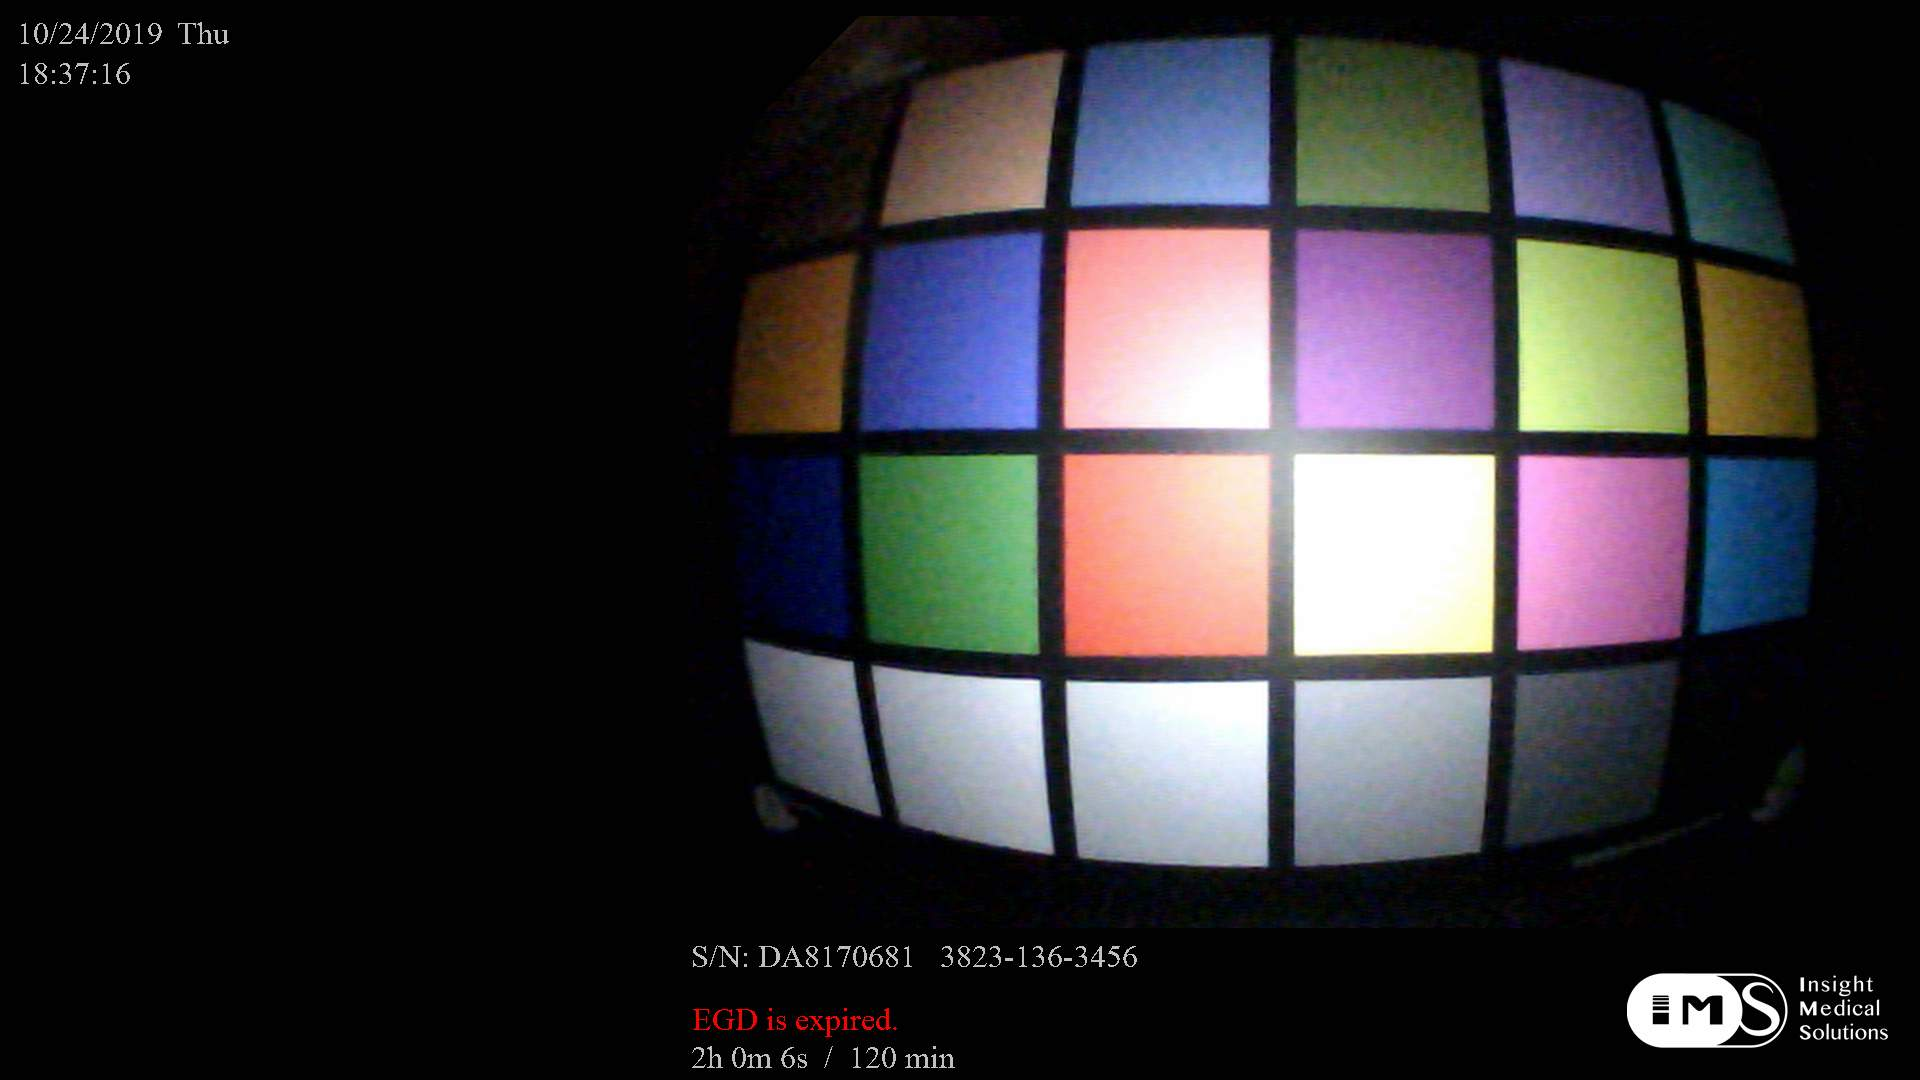 10/24/2019 Thu
18:37:16
S/N: DA8170681 3823-136-3456
EGD is expired.
2h 0m 6s / 120 min
iMS
Insight
Medical
Solutions